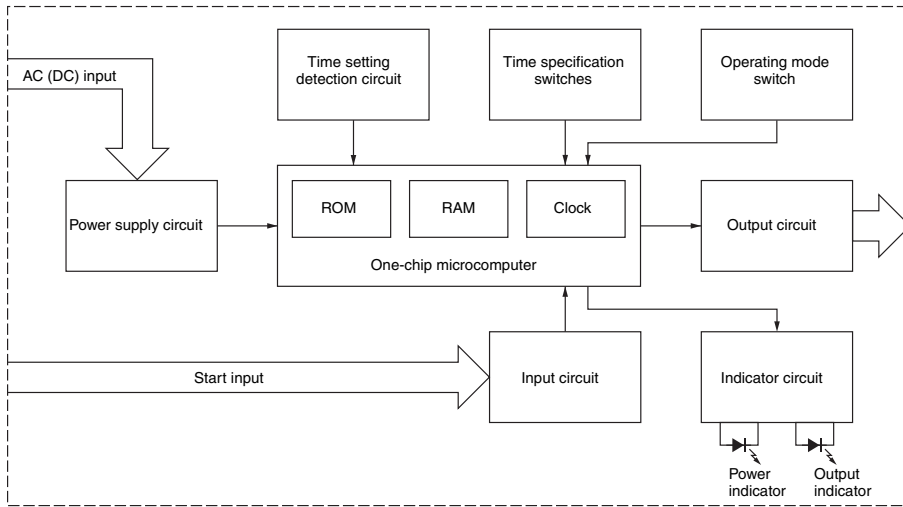 AC (DC) input
Time setting
detection circuit
Time specification
switches
Operating mode
switch
Power supply circuit
ROM
RAM
Clock
One-chip microcomputer
Output circuit
Start input
Input circuit
Indicator circuit
Power
indicator
Output
indicator